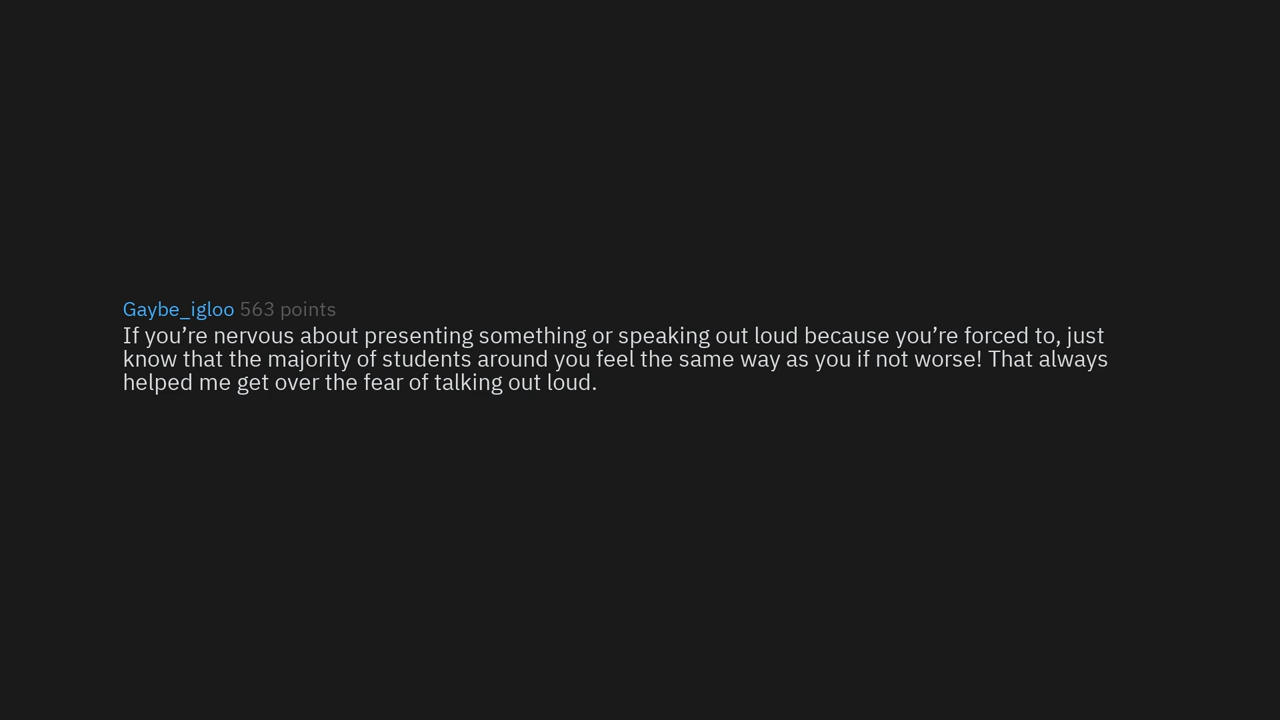 Gaybe_igloo 563 points
If you’re nervous about presenting something or speaking out loud because you’re forced to, just
know that the majority of students around you feel the same way as you if not worse! That always
helped me get over the fear of talking out loud.